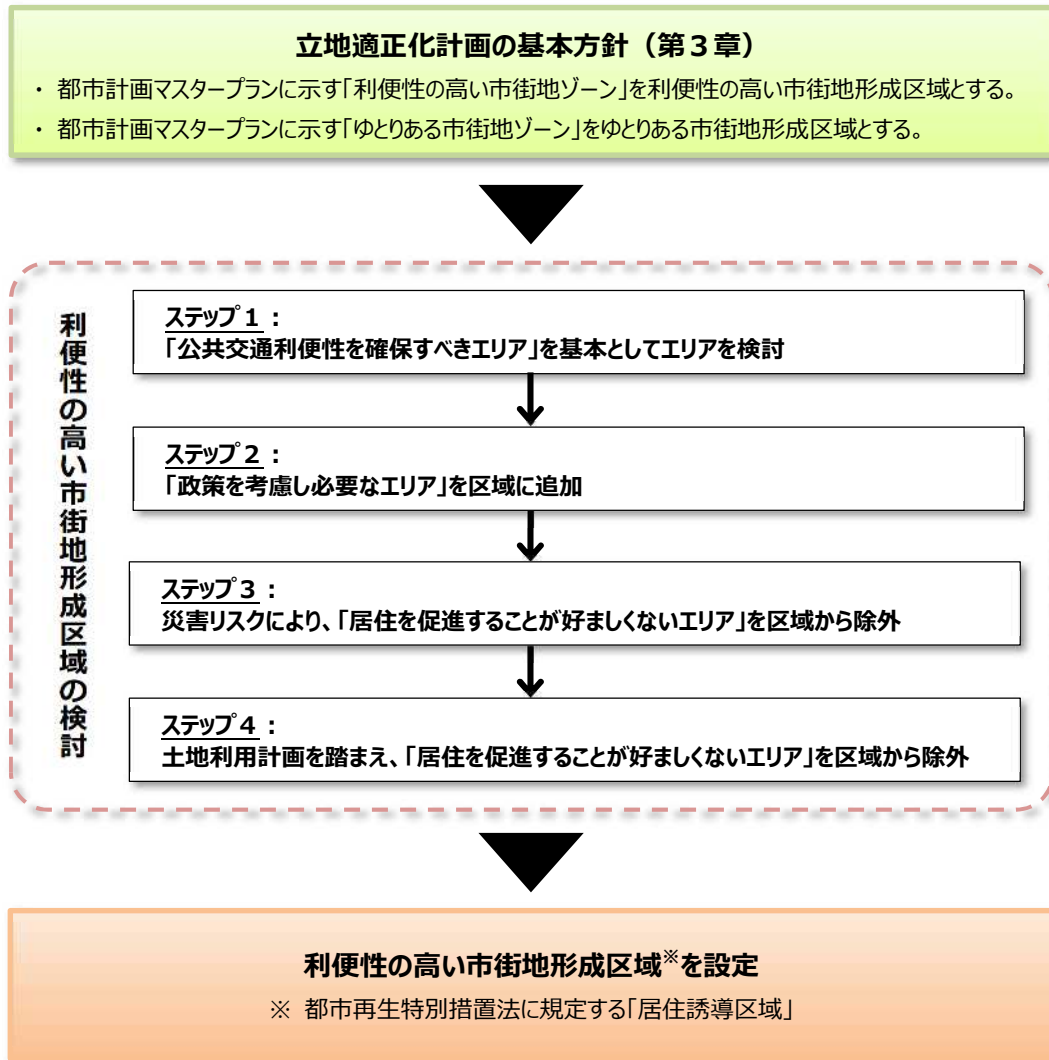 立地適正化計画の基本方針（第３章）
・ 都市計画マスタープランに示す「利便性の高い市街地ゾーン」を利便性の高い市街地形成区域とする。
・ 都市計画マスタープランに示す「ゆとりある市街地ゾーン」をゆとりある市街地形成区域とする。
利便性の高い市街地形成区域の検討
ステップ１：
「公共交通利便性を確保すべきエリア」を基本としてエリアを検討
ステップ２：
「政策を考慮し必要なエリア」を区域に追加
ステップ３：
災害リスクにより、「居住を促進することが好ましくないエリア」を区域から除外
ステップ４：
土地利用計画を踏まえ、「居住を促進することが好ましくないエリア」を区域から除外
利便性の高い市街地形成区域※を設定
※ 都市再生特別措置法に規定する「居住誘導区域」